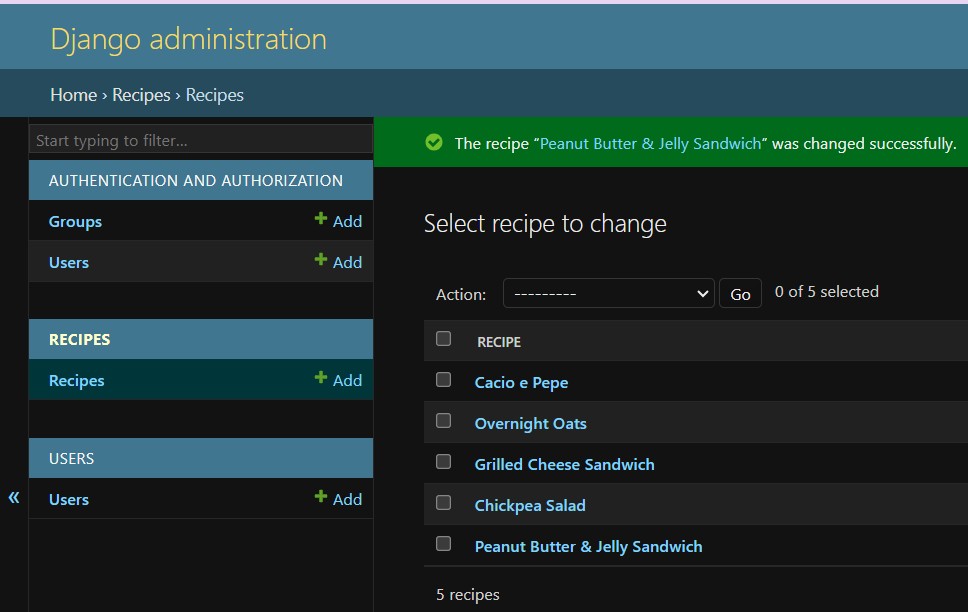 Django administration
Home › Recipes › Recipes
Start typing to filter...
AUTHENTICATION AND AUTHORIZATION
Groups + Add
Users + Add
RECIPES
Recipes + Add
USERS
Users + Add
«
The recipe “Peanut Butter & Jelly Sandwich” was changed successfully.
Select recipe to change
Action: --------- Go 0 of 5 selected
RECIPE
Cacio e Pepe
Overnight Oats
Grilled Cheese Sandwich
Chickpea Salad
Peanut Butter & Jelly Sandwich
5 recipes